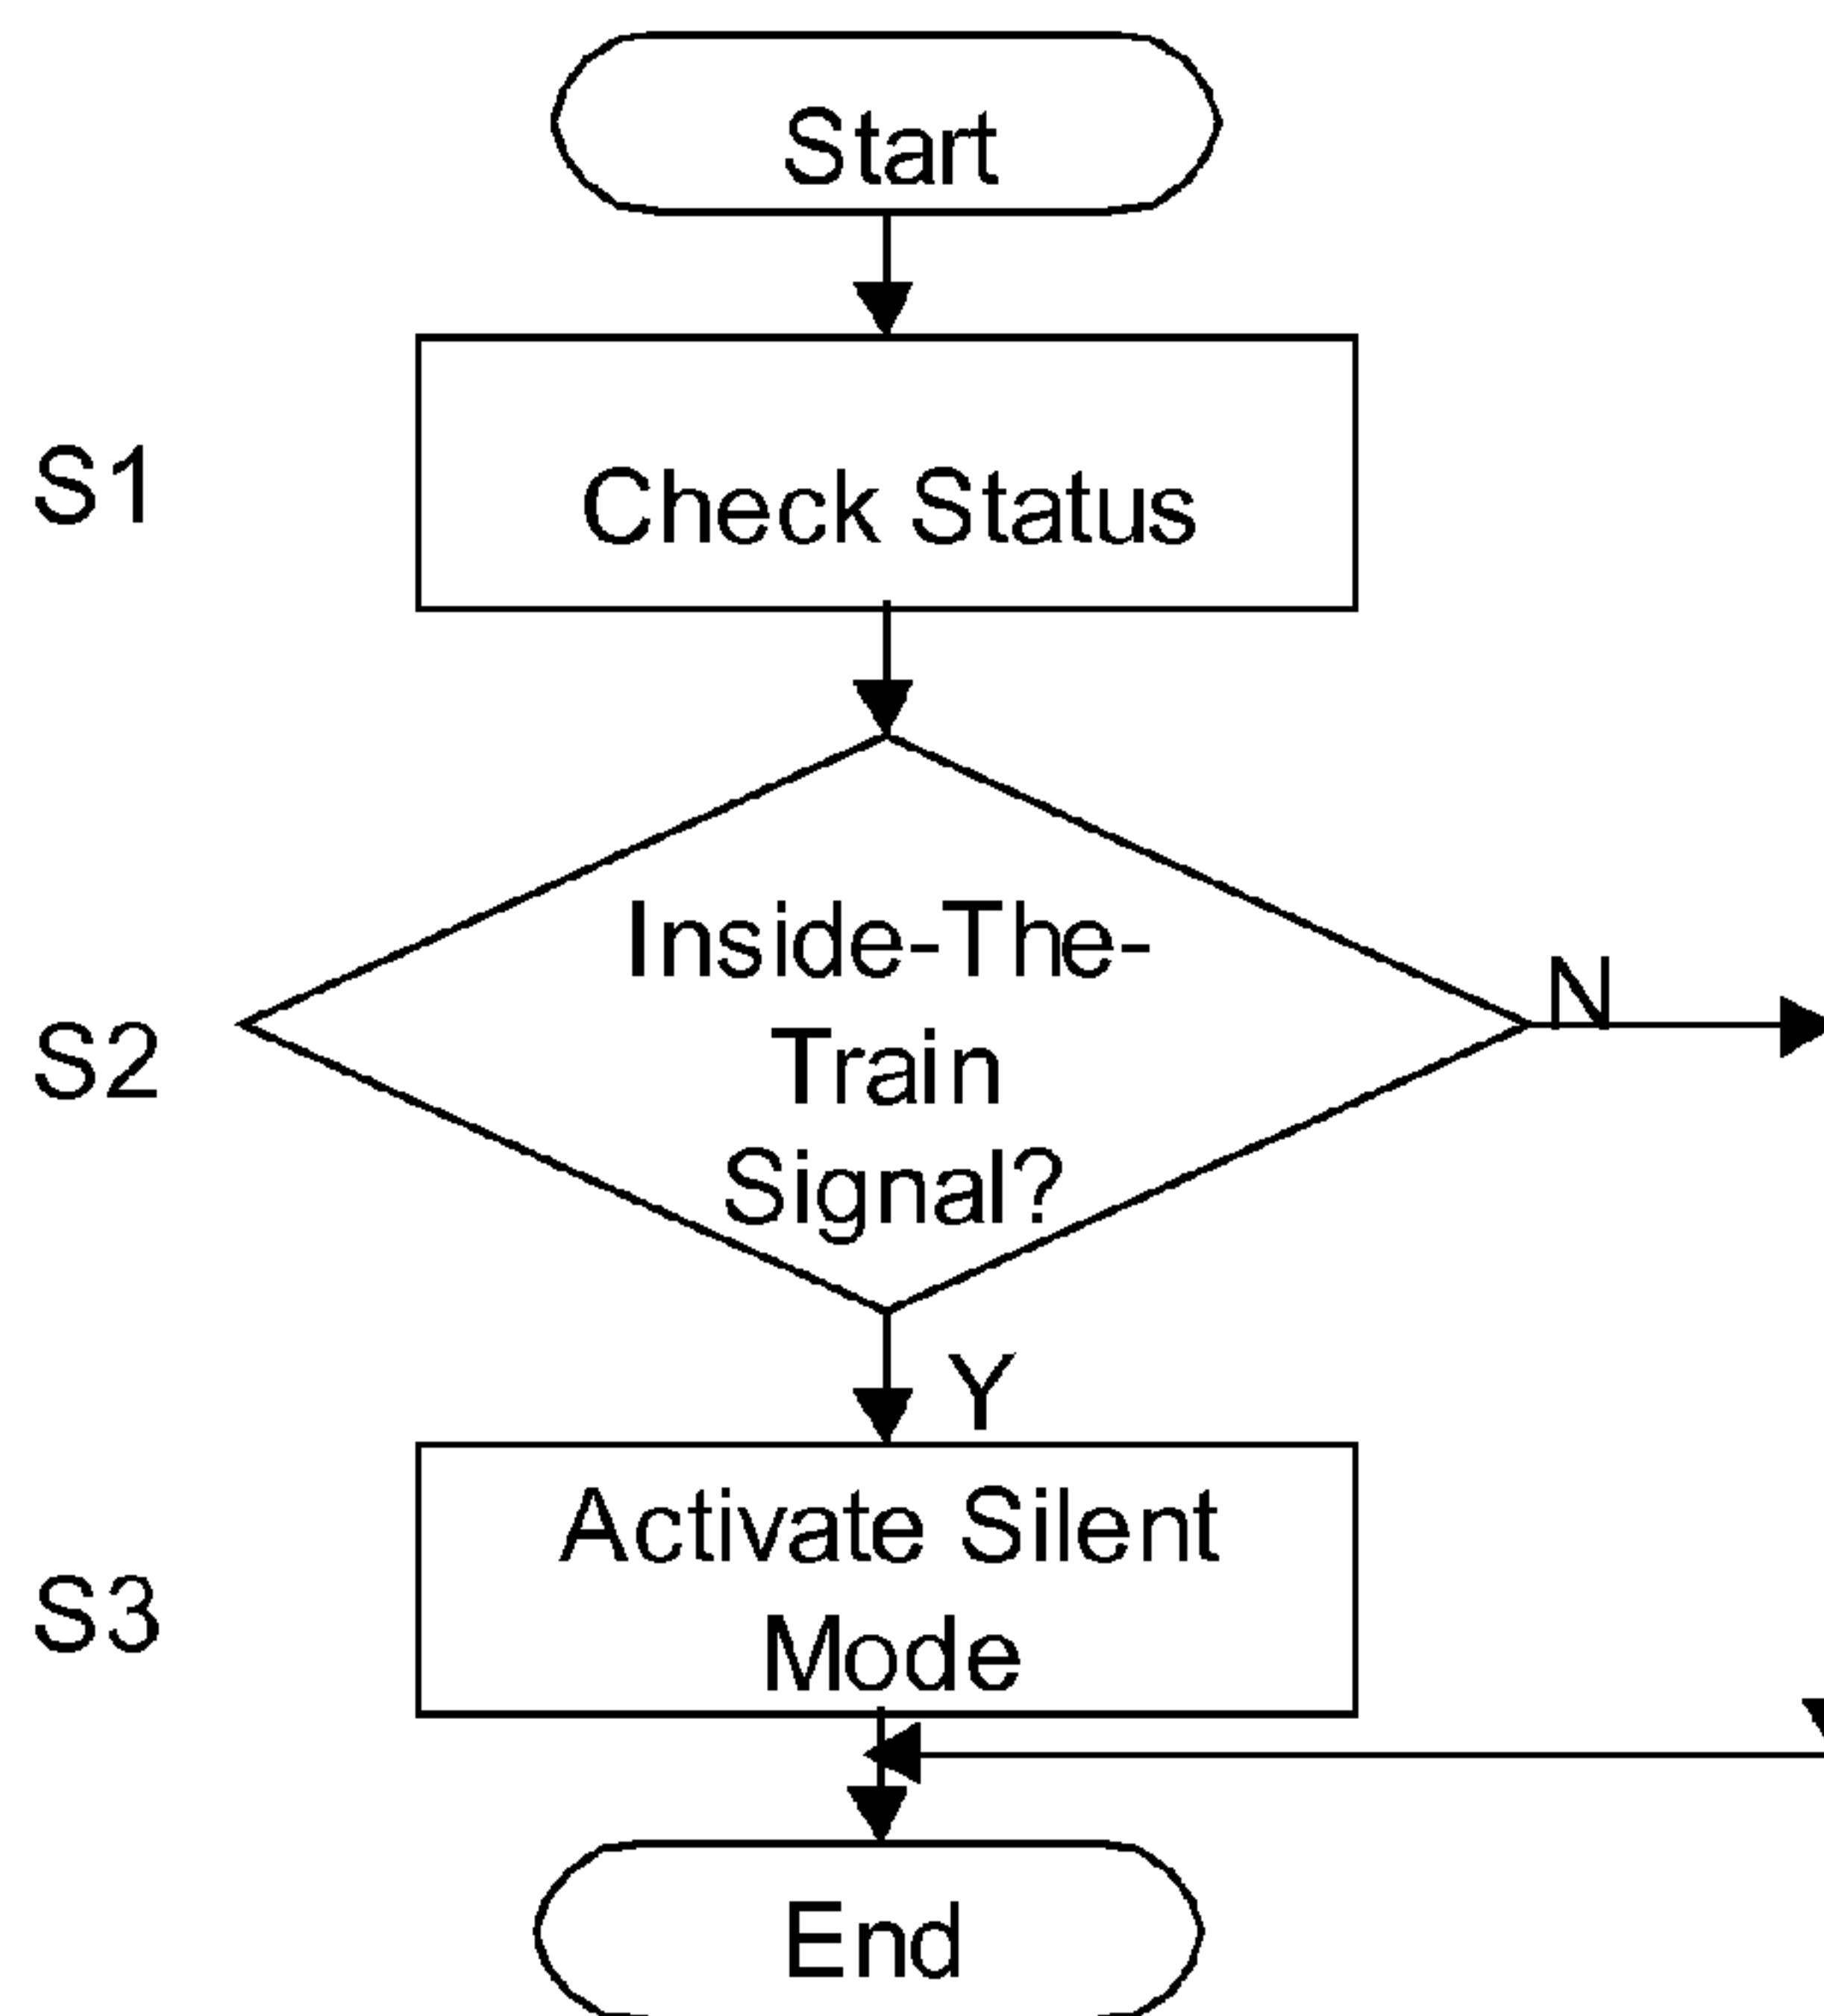 Start
S1
Check Status
Inside-The-
N
S2
Train
Signal?
Y
Activate Silent
S3
Mode
End